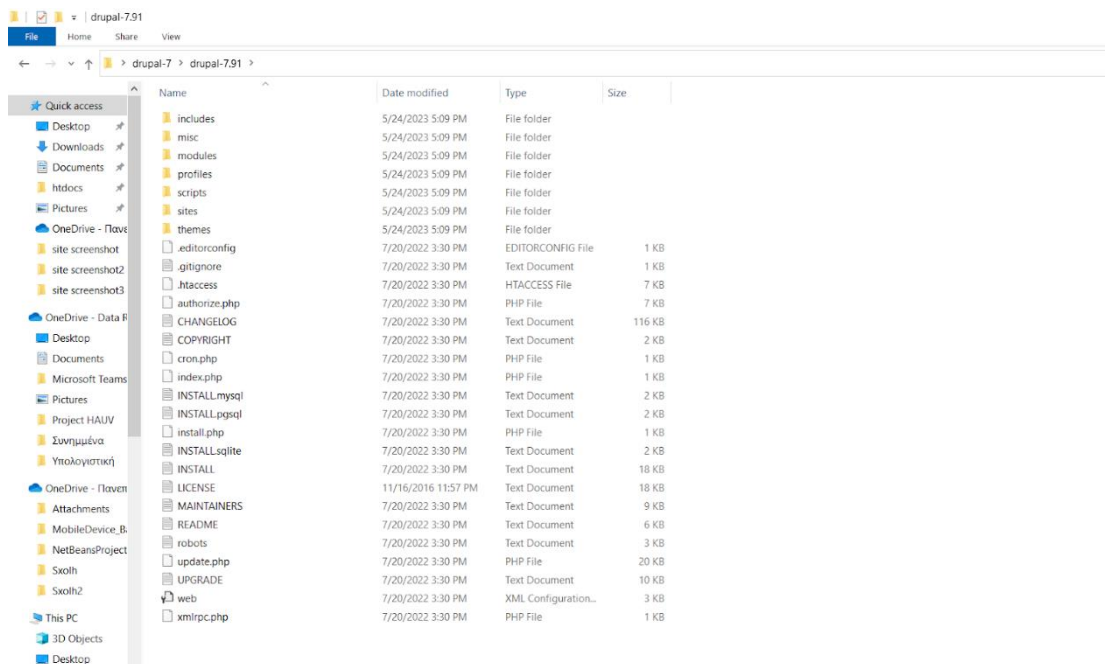 drupal-7.91
File Home Share View
drupal-7 > drupal-7.91 >
Name Date modified Type Size
Quick access
Desktop
Downloads
Documents
htdocs
Pictures
OneDrive - Πανε
site screenshot
site screenshot2
site screenshot3
OneDrive - Data R
Desktop
Documents
Microsoft Teams
Pictures
Project HAUV
Συνημμένα
Υπολογιστική
OneDrive - Πανεπ
Attachments
MobileDevice_Ba
NetBeansProject
Sxolh
Sxolh2
This PC
3D Objects
Desktop
includes 5/24/2023 5:09 PM File folder
misc 5/24/2023 5:09 PM File folder
modules 5/24/2023 5:09 PM File folder
profiles 5/24/2023 5:09 PM File folder
scripts 5/24/2023 5:09 PM File folder
sites 5/24/2023 5:09 PM File folder
themes 5/24/2023 5:09 PM File folder
.editorconfig 7/20/2022 3:30 PM EDITORCONFIG File 1 KB
.gitignore 7/20/2022 3:30 PM Text Document 1 KB
.htaccess 7/20/2022 3:30 PM HTACCESS File 7 KB
authorize.php 7/20/2022 3:30 PM PHP File 7 KB
CHANGELOG 7/20/2022 3:30 PM Text Document 116 KB
COPYRIGHT 7/20/2022 3:30 PM Text Document 2 KB
cron.php 7/20/2022 3:30 PM PHP File 1 KB
index.php 7/20/2022 3:30 PM PHP File 1 KB
INSTALL.mysql 7/20/2022 3:30 PM Text Document 2 KB
INSTALL.pgsql 7/20/2022 3:30 PM Text Document 2 KB
install.php 7/20/2022 3:30 PM PHP File 1 KB
INSTALL.sqlite 7/20/2022 3:30 PM Text Document 2 KB
INSTALL 7/20/2022 3:30 PM Text Document 18 KB
LICENSE 11/16/2016 11:57 PM Text Document 18 KB
MAINTAINERS 7/20/2022 3:30 PM Text Document 9 KB
README 7/20/2022 3:30 PM Text Document 6 KB
robots 7/20/2022 3:30 PM Text Document 3 KB
update.php 7/20/2022 3:30 PM PHP File 20 KB
UPGRADE 7/20/2022 3:30 PM Text Document 10 KB
web 7/20/2022 3:30 PM XML Configuration... 3 KB
xmlrpc.php 7/20/2022 3:30 PM PHP File 1 KB